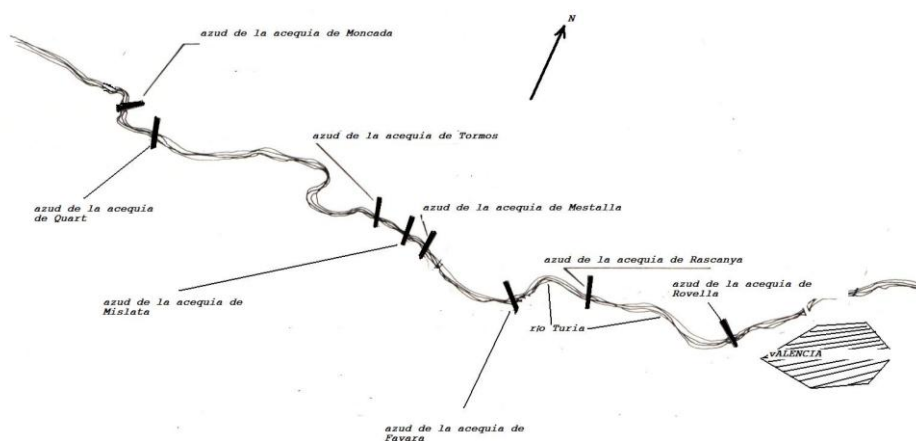 N
azud de la acequia de Moncada
azud de la acequia de Tormos
azud de la acequia
de Quart
azud de la acequia de Mestalla
azud de la acequia de Rascanya
azud de la acequia de
Rovella
azud de la acequia de
Mislata
río Turia
vALENCIA
azud de la acequia de
Favara